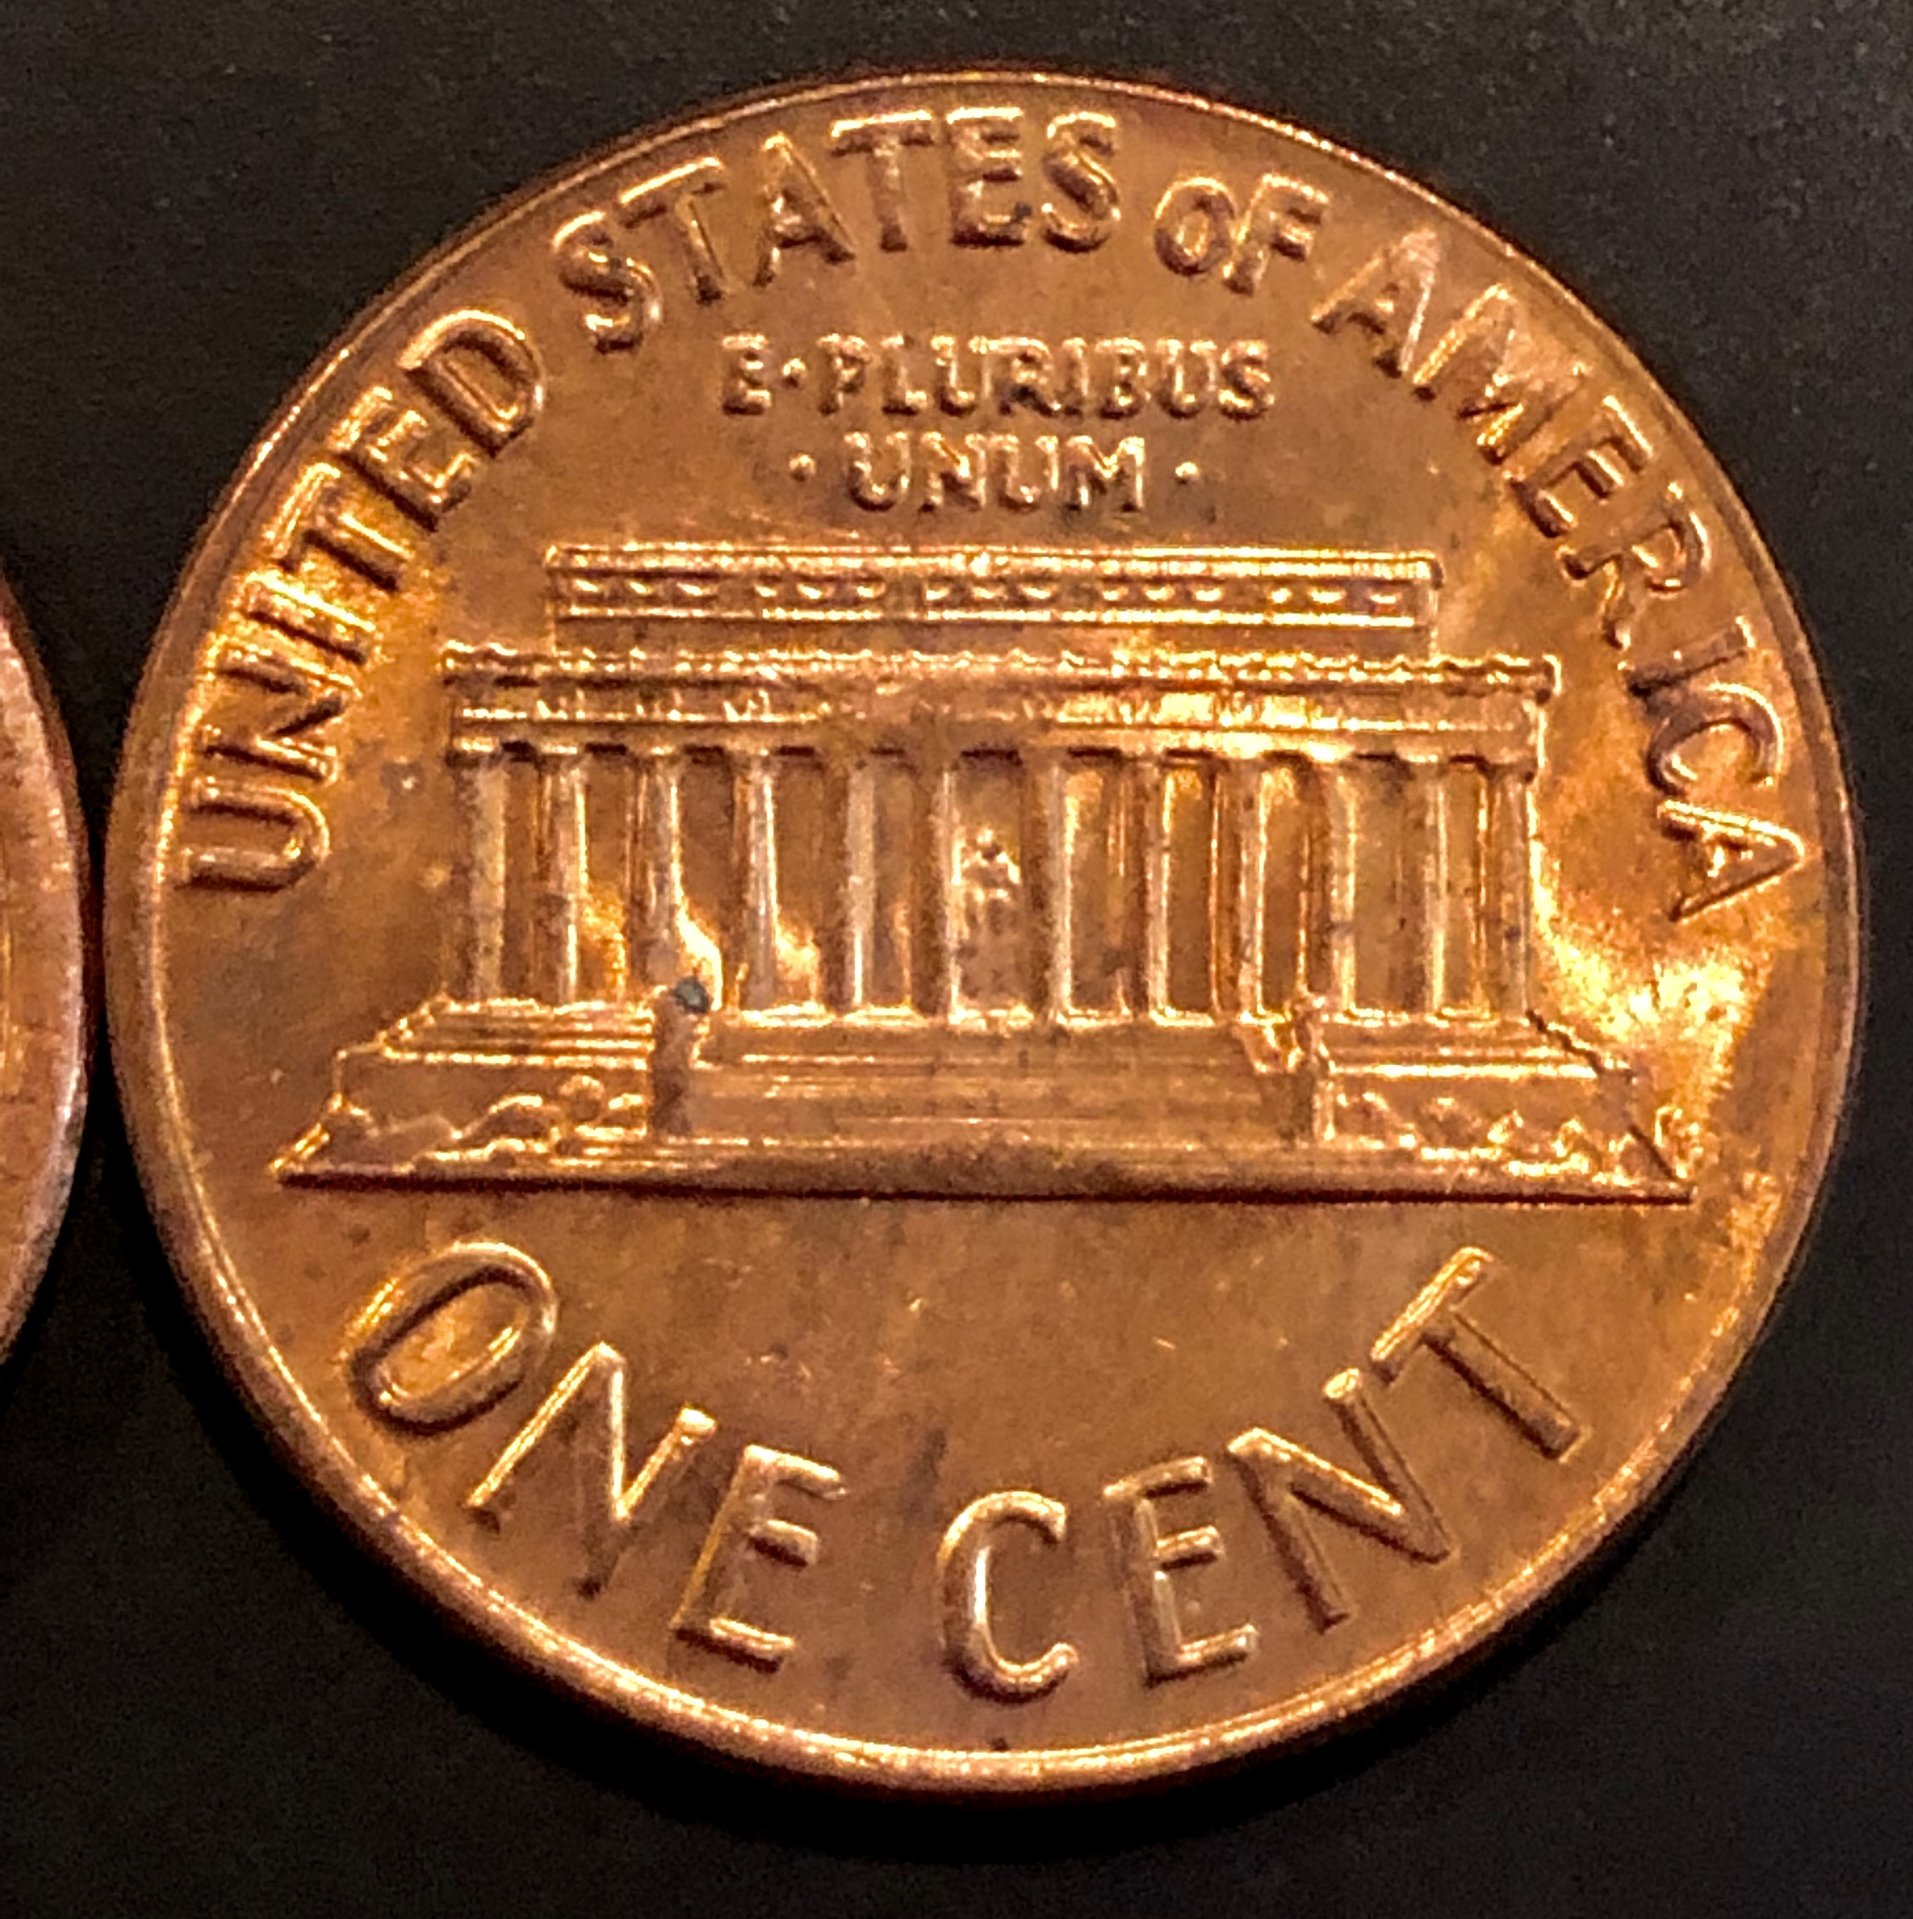 UNITED STATES OF AMERICA
E·PLURIBUS
·UNUM·
ONE CENT